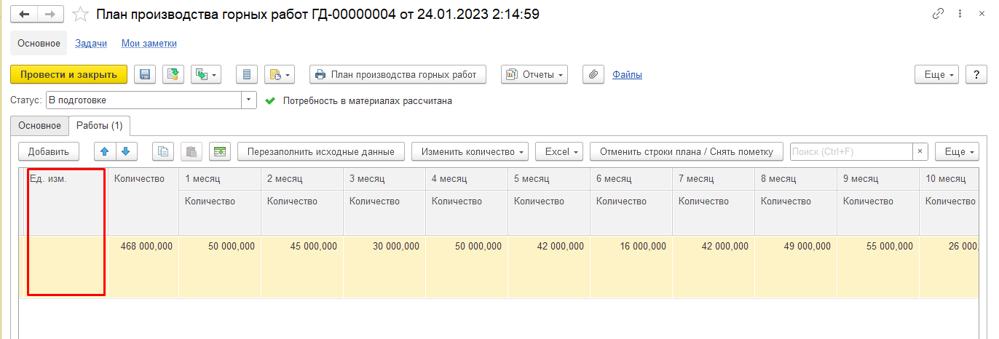 План производства горных работ ГД-00000004 от 24.01.2023 2:14:59
Основное Задачи Мои заметки
Провести и закрыть План производства горных работ Отчеты Файлы Еще ?
Статус: В подготовке Потребность в материалах рассчитана
Основное Работы (1)
Добавить Перезаполнить исходные данные Изменить количество Excel Отменить строки плана / Снять пометку Поиск (Ctrl+F) × Еще
Ед. изм. Количество 1 месяц 2 месяц 3 месяц 4 месяц 5 месяц 6 месяц 7 месяц 8 месяц 9 месяц 10 месяц
Количество Количество Количество Количество Количество Количество Количество Количество Количество Количество
468 000,000 50 000,000 45 000,000 30 000,000 50 000,000 42 000,000 16 000,000 42 000,000 49 000,000 55 000,000 26 000,